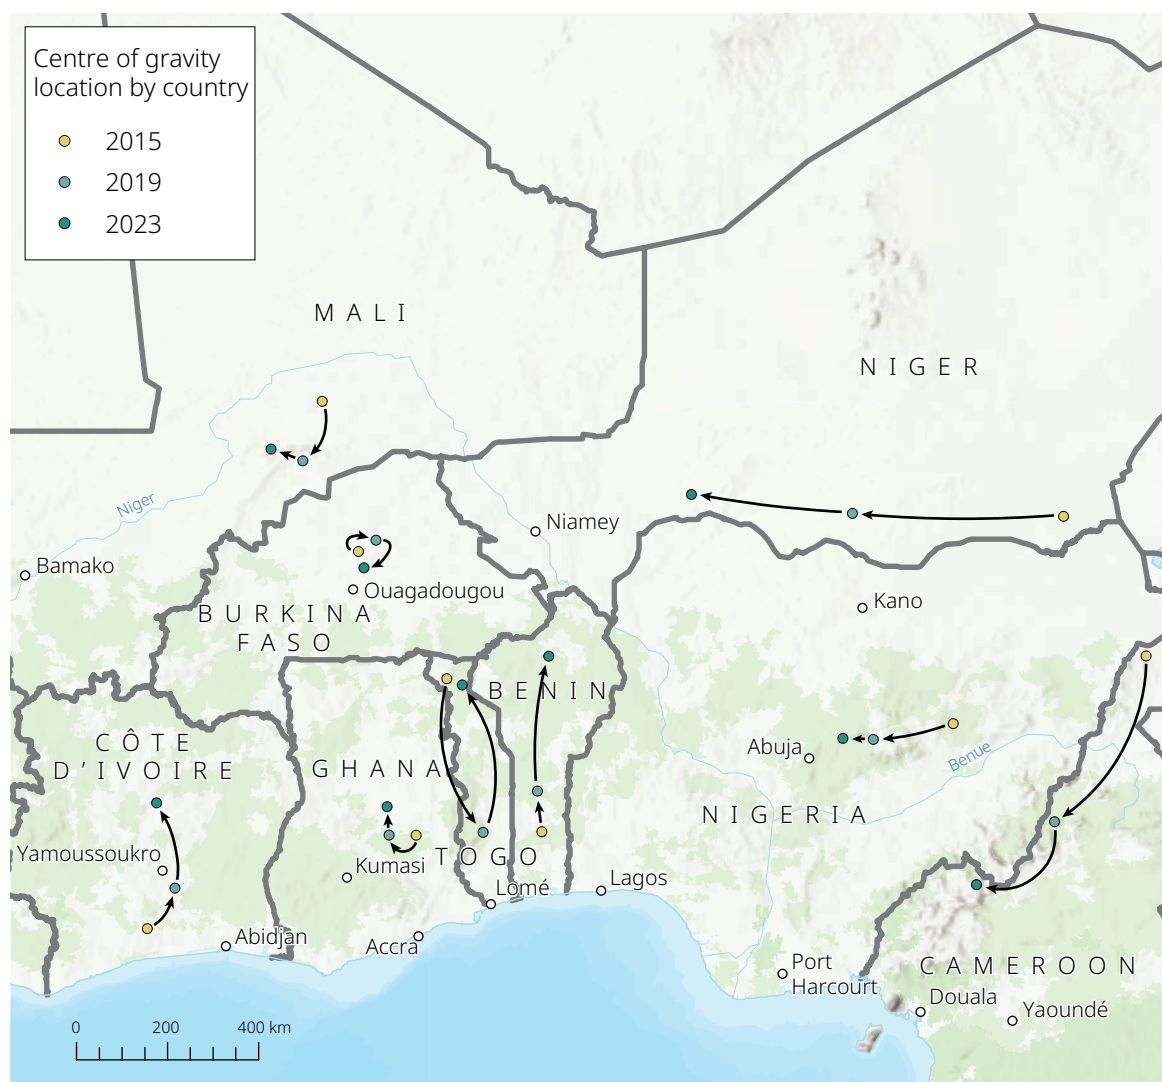 Centre of gravity
location by country
2015
2019
2023
MALI
NIGER
Niger
Niamey
Bamako
Ouagadougou
Kano
BURKINA
FASO
BENIN
CÔTE
D'IVOIRE
GHANA
Abuja
Benue
NIGERIA
Yamoussoukro
Kumasi
TOGO
Lomé
Lagos
Abidjan
Accra
Port
Harcourt
CAMEROON
Douala
Yaoundé
0 200 400 km